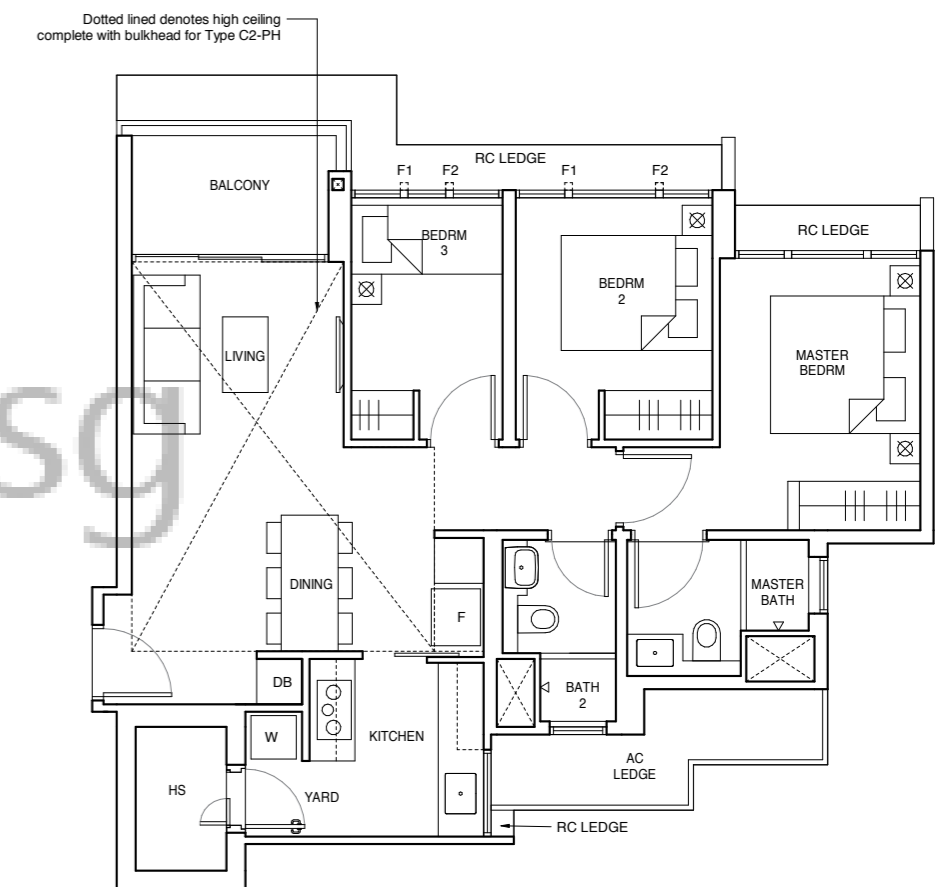 Dotted lined denotes high ceiling
complete with bulkhead for Type C2-PH
RC LEDGE
F1
F2
F1
F2
BALCONY
BEDRM
3
RC LEDGE
BEDRM
2
LIVING
MASTER
BEDRM
sg
DINING
F
MASTER
BATH
DB
BATH
2
W
KITCHEN
AC
LEDGE
HS
YARD
RC LEDGE